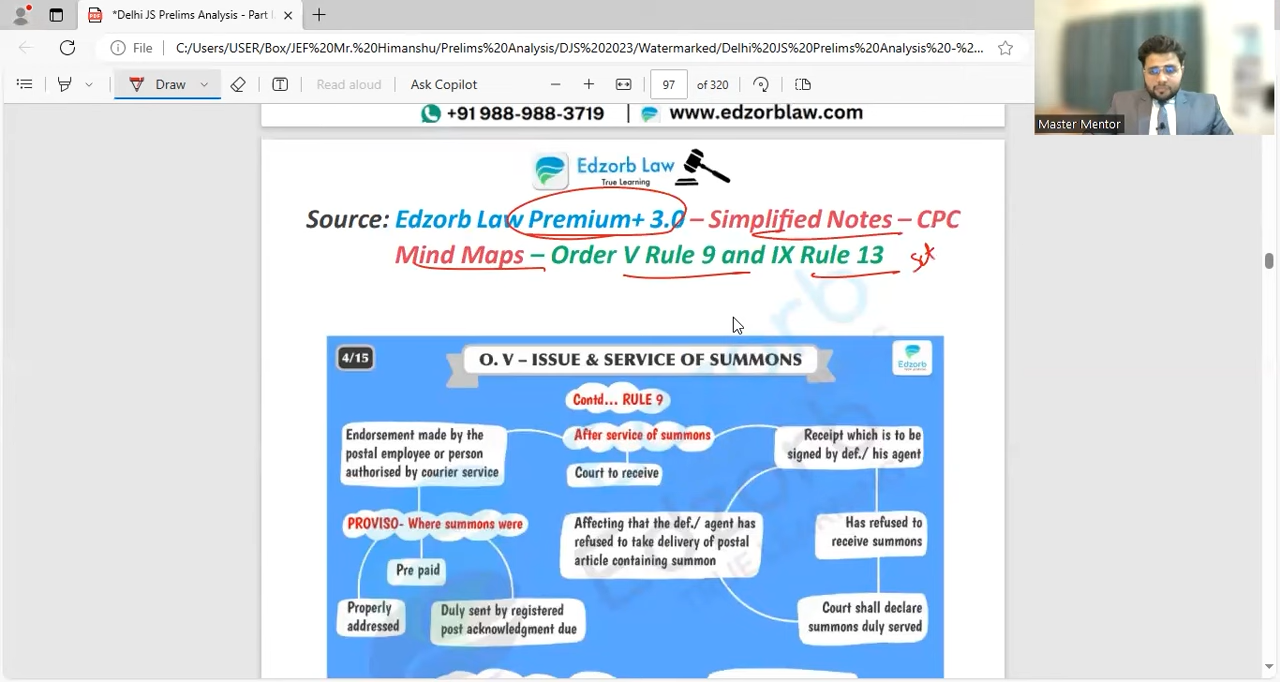 *Delhi JS Prelims Analysis - Part I
File
C:/Users/USER/Box/JEF%20Mr.%20Himanshu/Prelims%20Analysis/DJS%202023/Watermarked/Delhi%20JS%20Prelims%20Analysis%20-%2...
Draw
Read aloud
Ask Copilot
97
of 320
Master Mentor
+91 988-988-3719 | www.edzorblaw.com
Edzorb Law
True Learning
Source: Edzorb Law Premium+ 3.0 – Simplified Notes – CPC
Mind Maps – Order V Rule 9 and IX Rule 13
4/15
O. V – ISSUE & SERVICE OF SUMMONS
Edzorb
Contd... RULE 9
Endorsement made by the
postal employee or person
authorised by courier service
After service of summons
Court to receive
Receipt which is to be
signed by def./ his agent
PROVISO- Where summons were
Pre paid
Properly
addressed
Duly sent by registered
post acknowledgment due
Affecting that the def./ agent has
refused to take delivery of postal
article containing summon
Has refused to
receive summons
Court shall declare
summons duly served